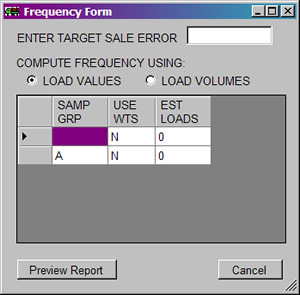 Frequency Form
ENTER TARGET SALE ERROR
COMPUTE FREQUENCY USING:
LOAD VALUES LOAD VOLUMES
SAMP GRP USE WTS EST LOADS
N 0
A N 0
Preview Report Cancel